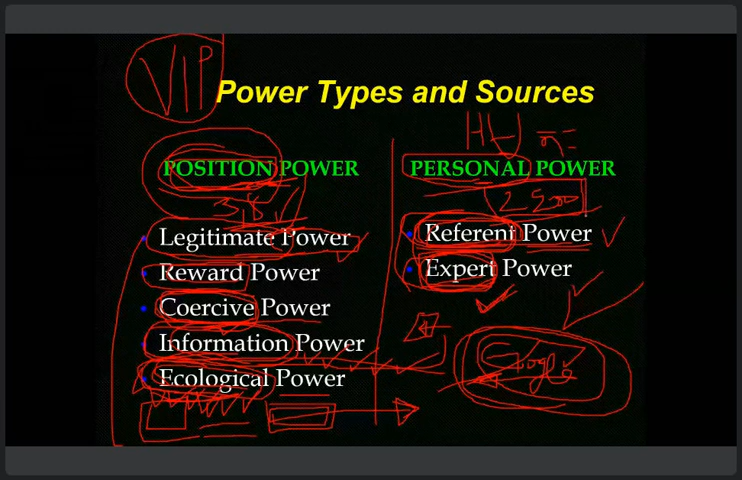 VIP
Power Types and Sources
POSITION POWER
PERSONAL POWER
Legitimate Power
Reward Power
Coercive Power
Information Power
Ecological Power
Referent Power
Expert Power